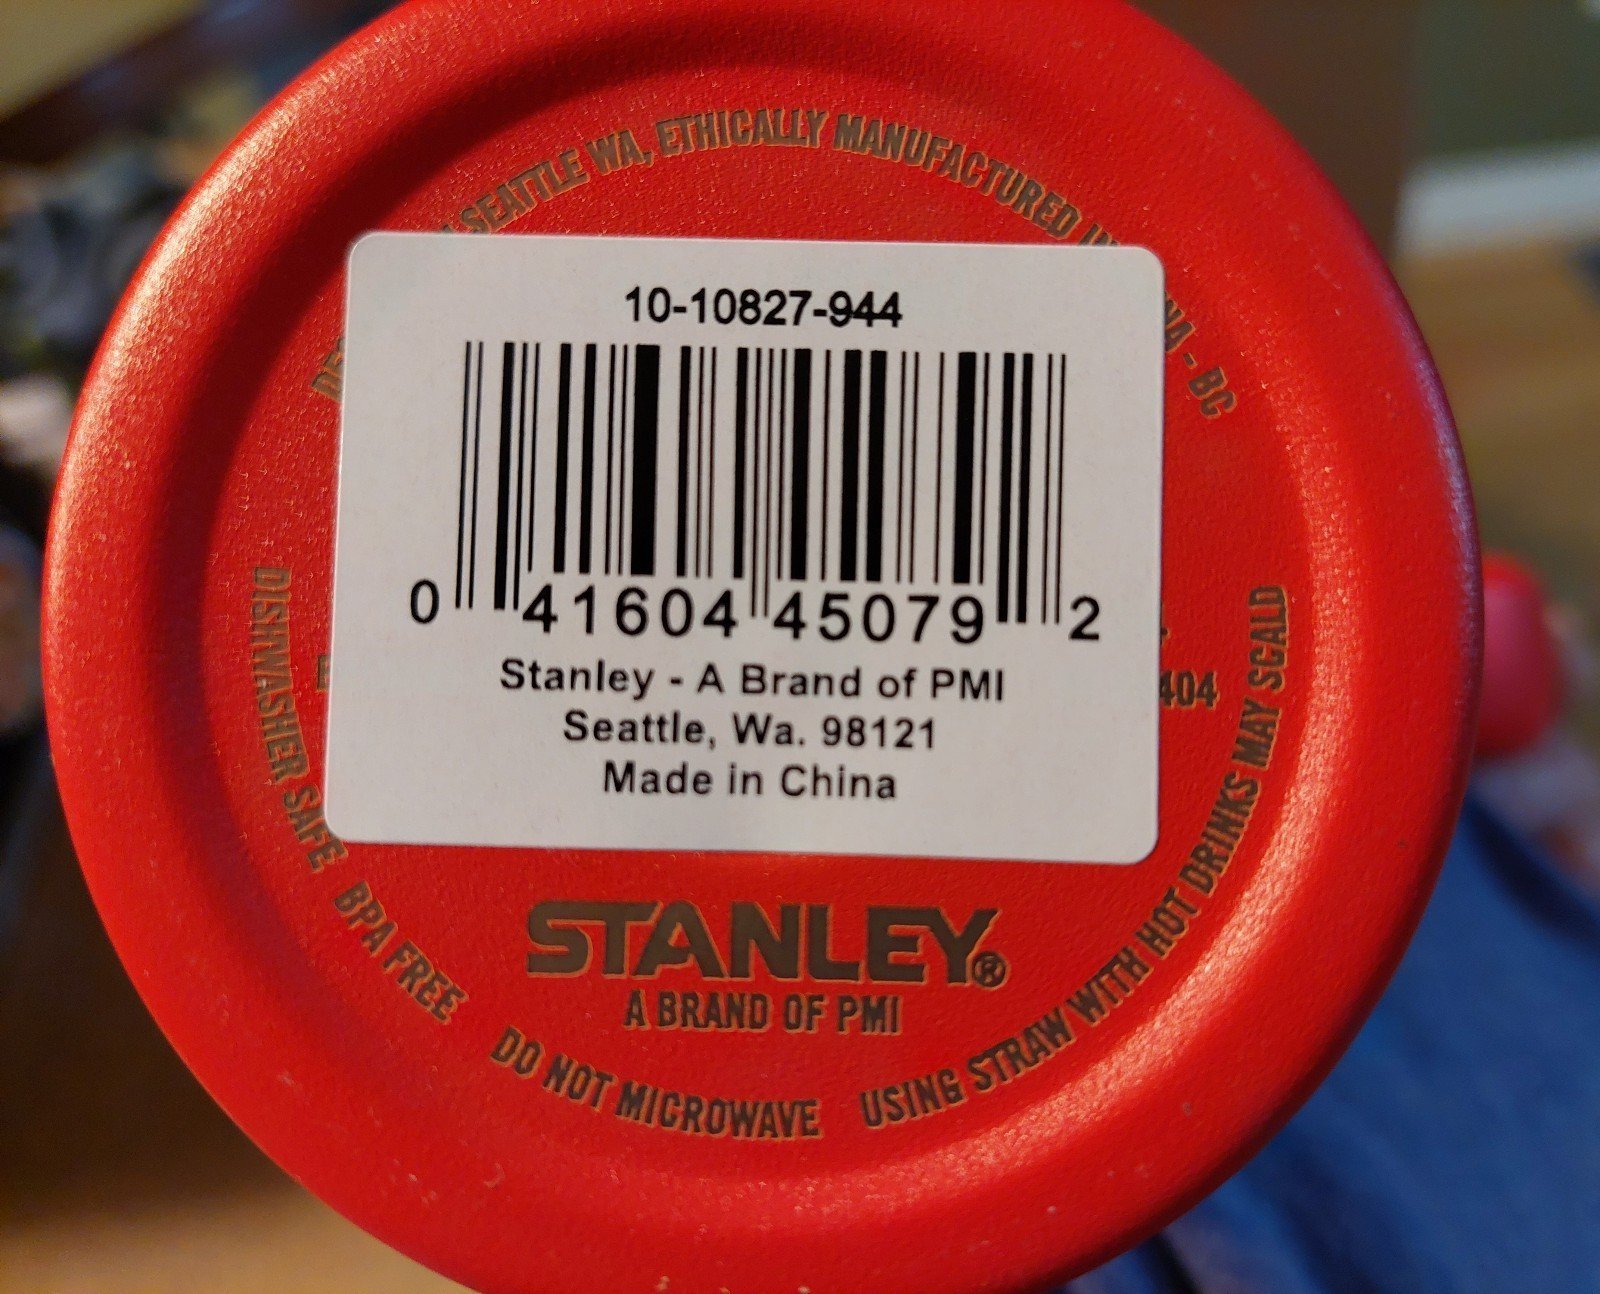 SEATTLE WA, ETHICALLY MANUFACTURED
- BC
10-10827-944
0 41604 45079 2
Stanley - A Brand of PMI
Seattle, Wa. 98121
Made in China
404
STANLEY®
A BRAND OF PMI
DISHWASHER SAFE BPA FREE DO NOT MICROWAVE USING STRAW WITH HOT DRINKS MAY SCALD